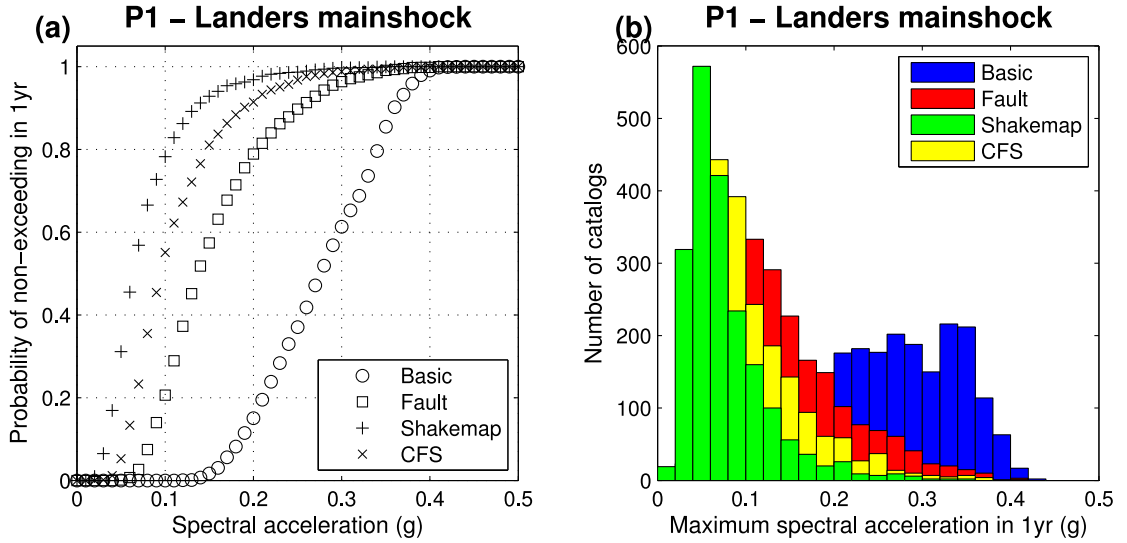 (a)
P1 – Landers mainshock
1
0.8
0.6
0.4
0.2
0
0
0.1
0.2
0.3
0.4
0.5
Probability of non−exceeding in 1yr
Spectral acceleration (g)
Basic
Fault
Shakemap
CFS
(b)
P1 – Landers mainshock
600
500
400
300
200
100
0
0
0.1
0.2
0.3
0.4
0.5
Number of catalogs
Maximum spectral acceleration in 1yr (g)
Basic
Fault
Shakemap
CFS